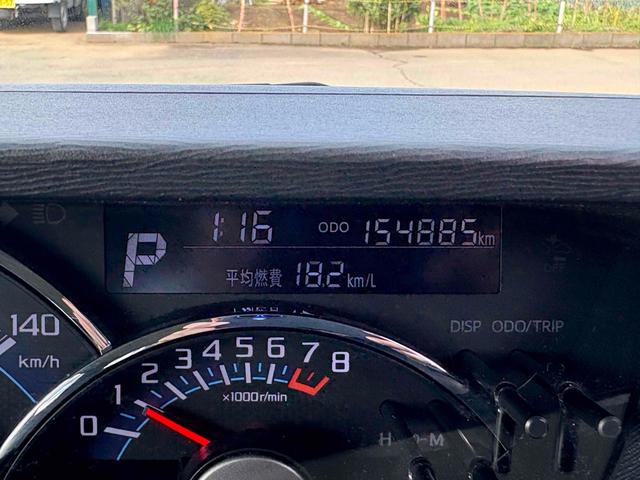 1:16 ODO 154885km
P
平均燃費 18.2km/L
140
km/h
DISP ODO/TRIP
0 1 2 3 4 5 6 7 8
×1000r/min
H
M
OFF